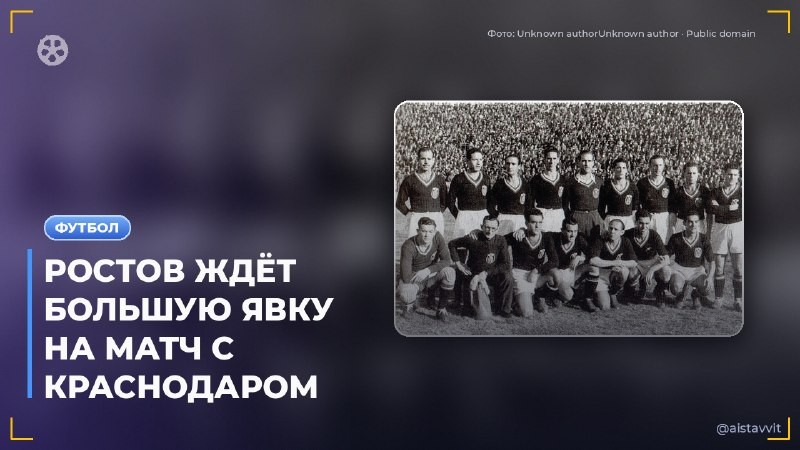 Фото: Unknown authorUnknown author · Public domain
ФУТБОЛ
РОСТОВ ЖДЁТ
БОЛЬШУЮ ЯВКУ
НА МАТЧ С
КРАСНОДАРОМ
@aistavvit